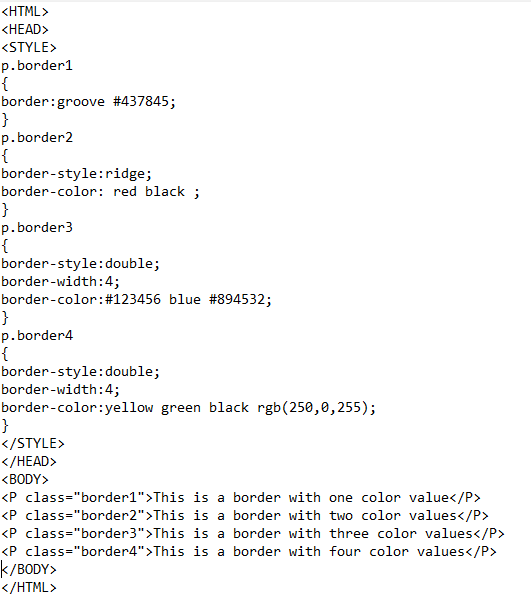 <HTML>
<HEAD>
<STYLE>
p.border1
{
border:groove #437845;
}
p.border2
{
border-style:ridge;
border-color: red black ;
}
p.border3
{
border-style:double;
border-width:4;
border-color:#123456 blue #894532;
}
p.border4
{
border-style:double;
border-width:4;
border-color:yellow green black rgb(250,0,255);
}
</STYLE>
</HEAD>
<BODY>
<P class="border1">This is a border with one color value</P>
<P class="border2">This is a border with two color values</P>
<P class="border3">This is a border with three color values</P>
<P class="border4">This is a border with four color values</P>
</BODY>
</HTML>